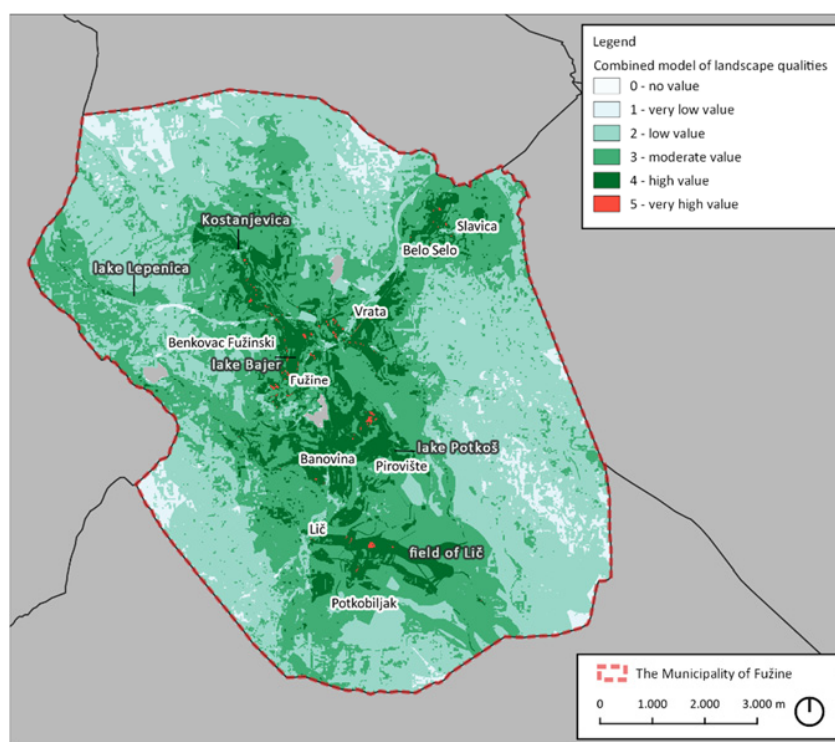 Legend
Combined model of landscape qualities
0 - no value
1 - very low value
2 - low value
3 - moderate value
4 - high value
5 - very high value
Kostanjevica
Slavica
Belo Selo
lake Lepenica
Vrata
Benkovac Fužinski
lake Bajer
Fužine
lake Potkoš
Banovina
Pirovište
Lič
field of Lič
Potkobiljak
The Municipality of Fužine
0 1.000 2.000 3.000 m